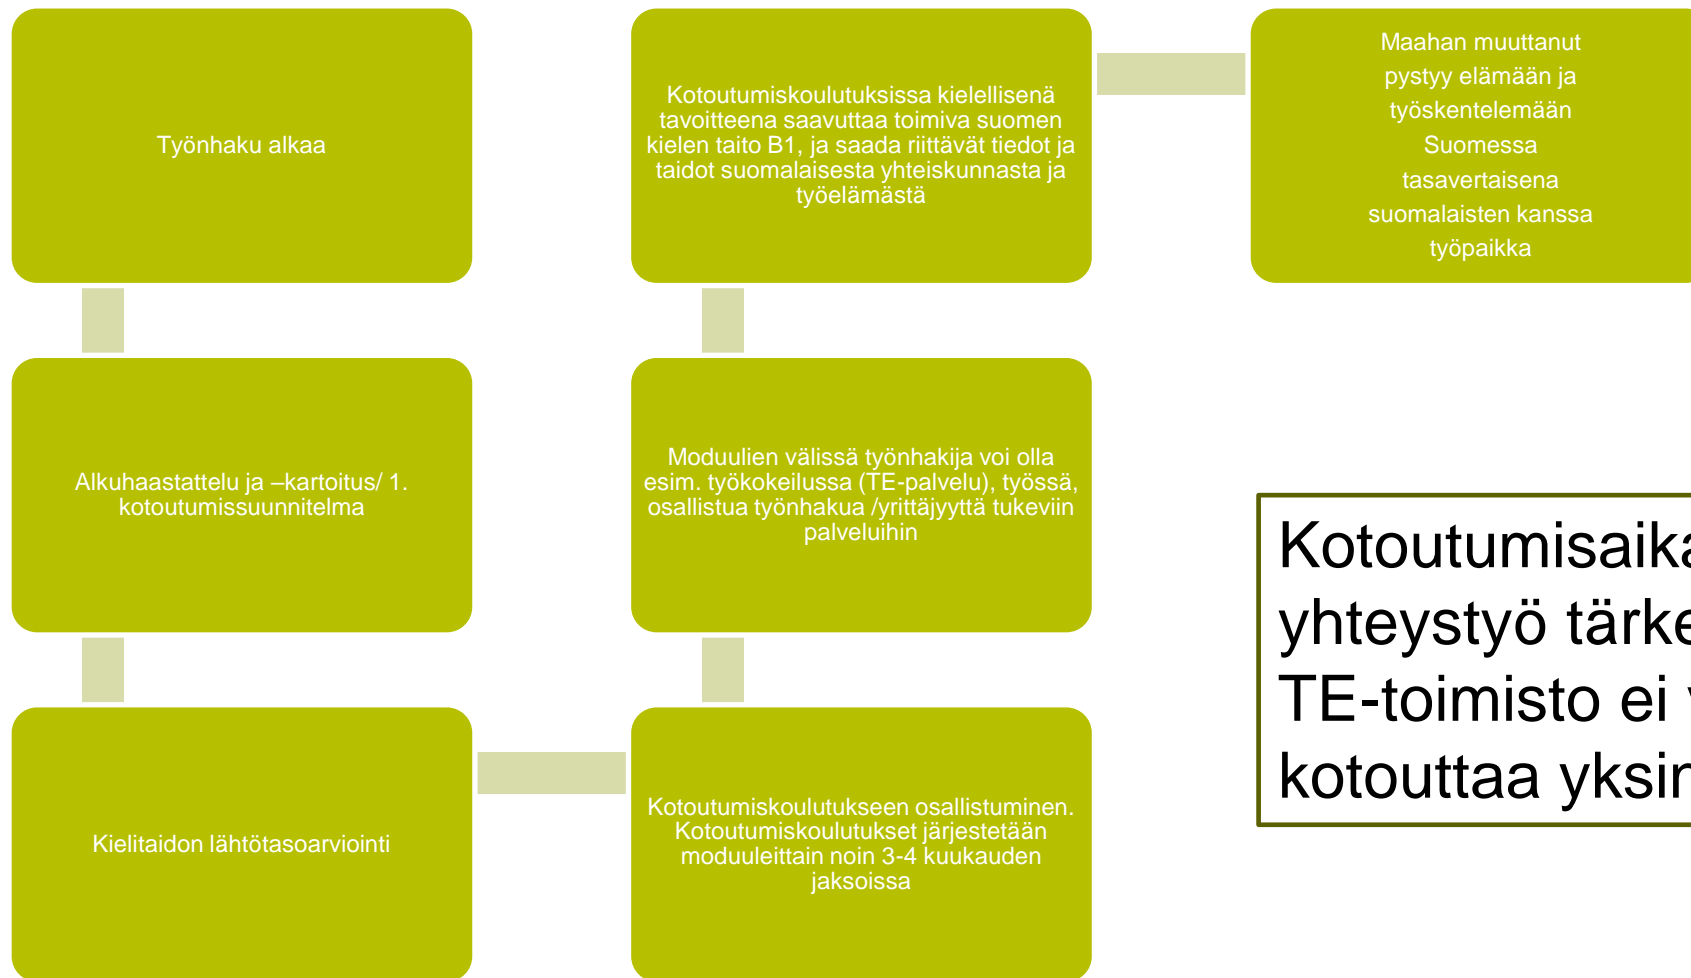 Työnhaku alkaa
Alkuhaastattelu ja –kartoitus/ 1.
kotoutumissuunnitelma
Kielitaidon lähtötasoarviointi
Kotoutumiskoulutukseen osallistuminen.
Kotoutumiskoulutukset järjestetään
moduuleittain noin 3-4 kuukauden
jaksoissa
Moduulien välissä työnhakija voi olla
esim. työkokeilussa (TE-palvelu), työssä,
osallistua työnhakua /yrittäjyyttä tukeviin
palveluihin
Kotoutumiskoulutuksissa kielellisenä
tavoitteena saavuttaa toimiva suomen
kielen taito B1, ja saada riittävät tiedot ja
taidot suomalaisesta yhteiskunnasta ja
työelämästä
Maahan muuttanut
pystyy elämään ja
työskentelemään
Suomessa
tasavertaisena
suomalaisten kanssa
työpaikka
yhteystyö
TE-toimisto ei
kotouttaa